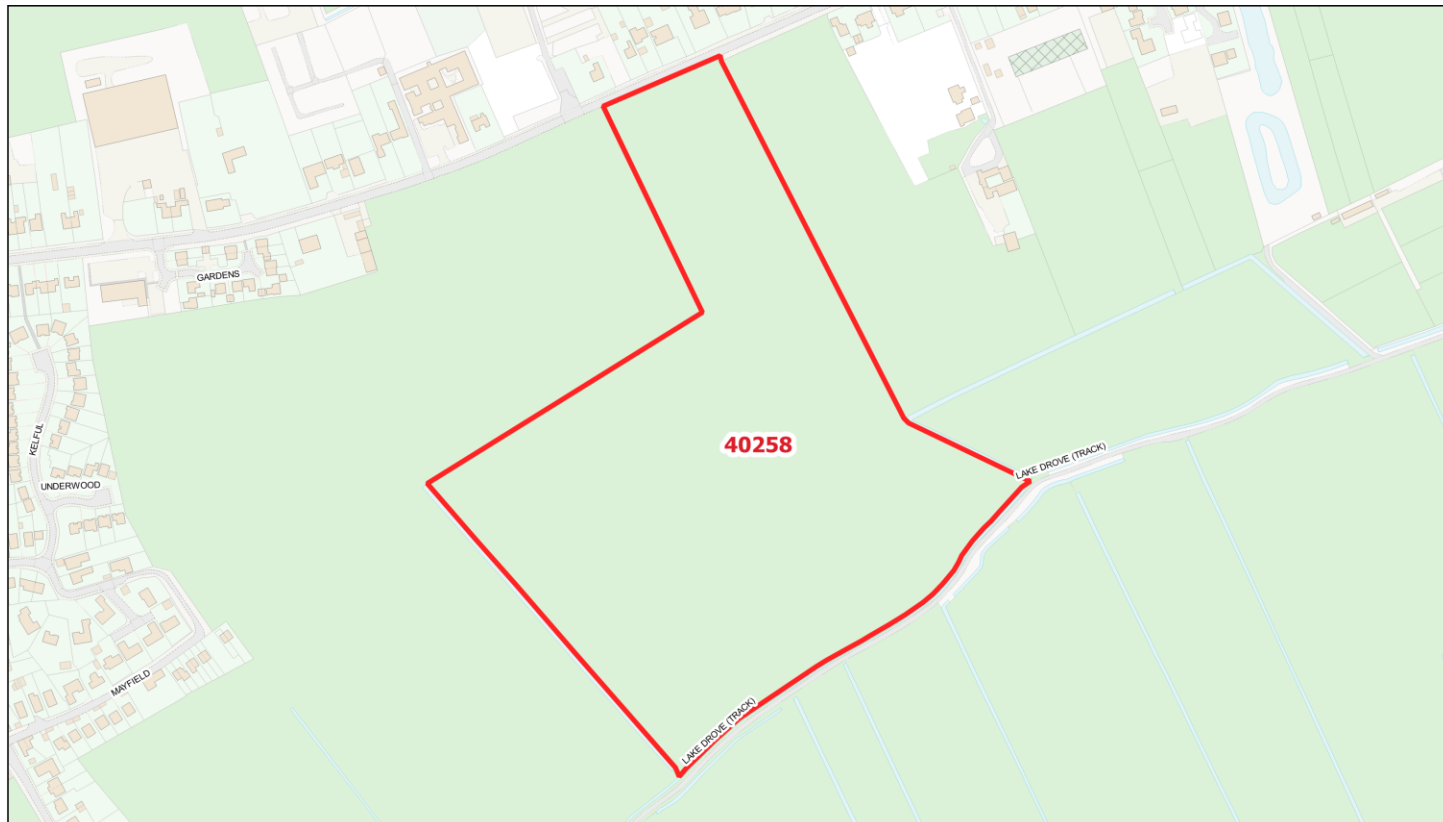 GARDENS
KELFUL
40258
LAKE DROVE (TRACK)
UNDERWOOD
MAYFIELD
LAKE DROVE (TRACK)